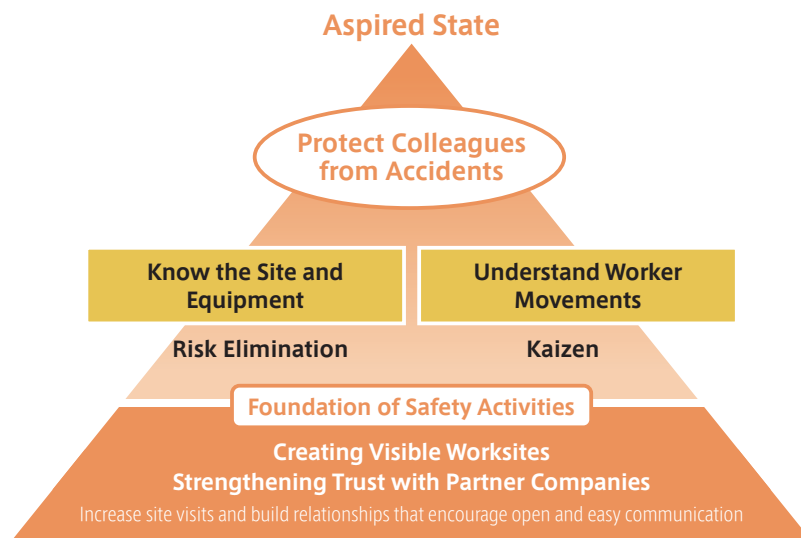 Aspired State
Protect Colleagues
from Accidents
Know the Site and
Equipment
Understand Worker
Movements
Risk Elimination
Kaizen
Foundation of Safety Activities
Creating Visible Worksites
Strengthening Trust with Partner Companies
Increase site visits and build relationships that encourage open and easy communication